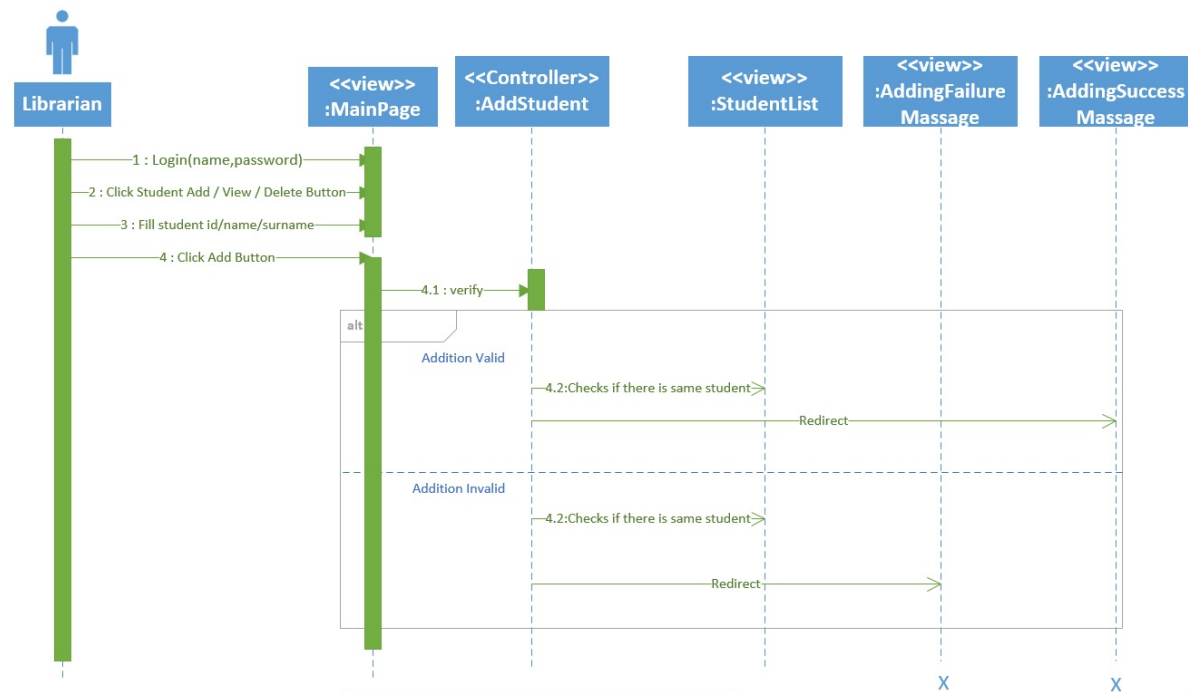 Librarian
<<view>>
:MainPage
<<Controller>>
:AddStudent
<<view>>
:StudentList
<<view>>
:AddingFailure
Massage
<<view>>
:AddingSuccess
Massage
1 : Login(name,password)
2 : Click Student Add / View / Delete Button
3 : Fill student id/name/surname
4 : Click Add Button
4.1 : verify
alt
Addition Valid
4.2:Checks if there is same student
Redirect
Addition Invalid
4.2:Checks if there is same student
Redirect
X
X